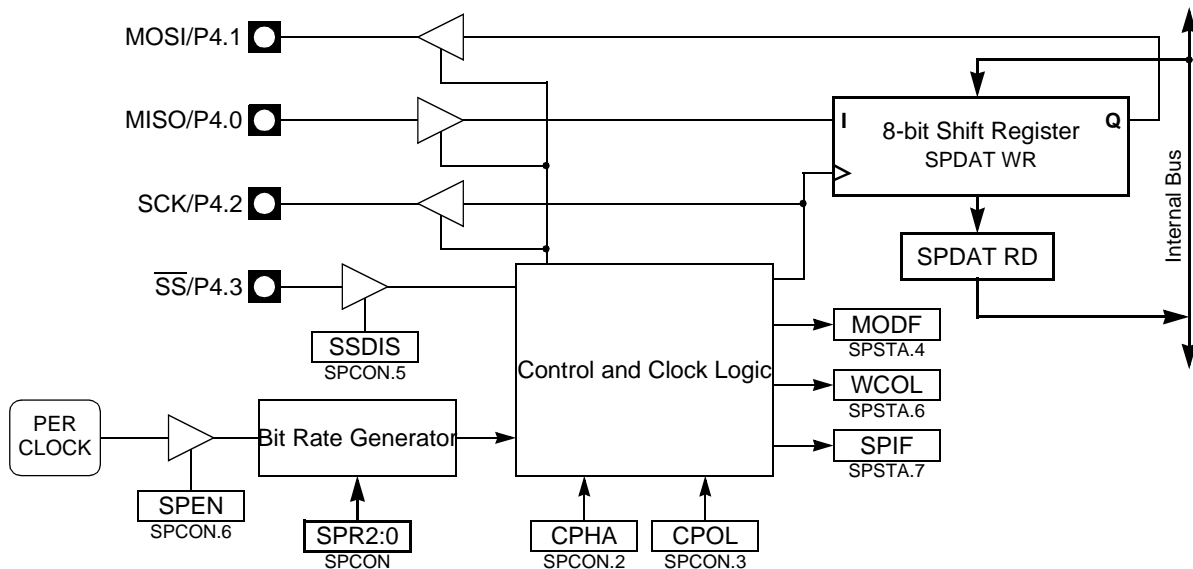 MOSI/P4.1
MISO/P4.0
I
8-bit Shift Register
Q
SPDAT WR
SCK/P4.2
Internal Bus
SPDAT RD
SS/P4.3
MODF
SPSTA.4
SSDIS
SPCON.5
Control and Clock Logic
WCOL
SPSTA.6
PER
CLOCK
Bit Rate Generator
SPIF
SPSTA.7
SPEN
SPCON.6
SPR2:0
SPCON
CPHA
SPCON.2
CPOL
SPCON.3